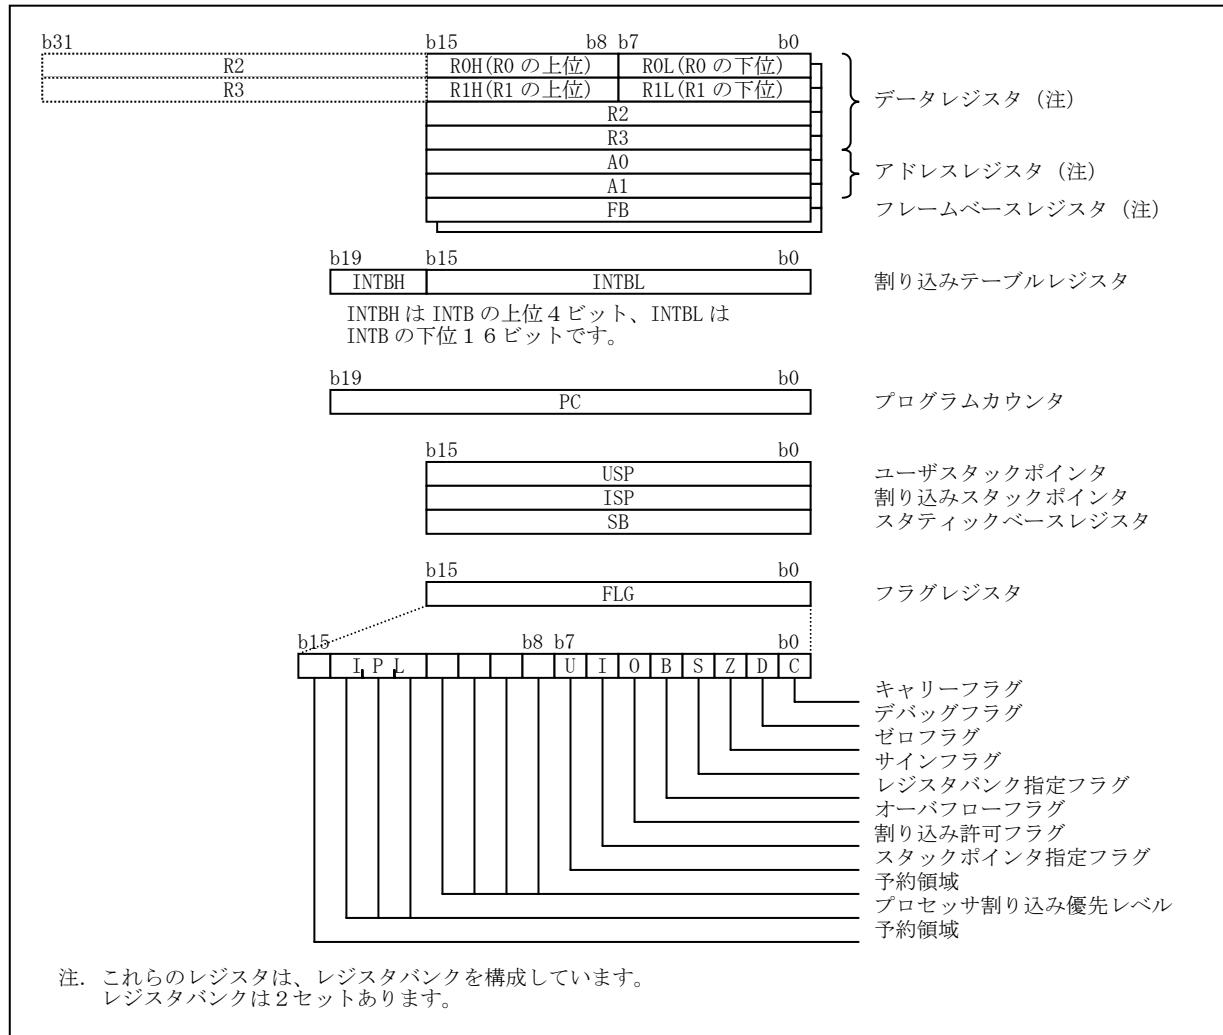 b31 b15 b8 b7 b0
R2 R0H(R0 の上位) R0L(R0 の下位)
R3 R1H(R1 の上位) R1L(R1 の下位)
データレジスタ (注)
R2
R3
A0
アドレスレジスタ (注)
A1
FB フレームベースレジスタ (注)
b19 b15 b0
INTBH INTBL 割り込みテーブルレジスタ
INTBH は INTB の上位4ビット、INTBL は
INTB の下位16ビットです。
b19 b0
PC プログラムカウンタ
b15 b0
USP ユーザスタックポインタ
ISP 割り込みスタックポインタ
SB スタティックベースレジスタ
b15 b0
FLG フラグレジスタ
b15 b8 b7 b0
I P L U I O B S Z D C
キャリーフラグ
デバッグフラグ
ゼロフラグ
サインフラグ
レジスタバンク指定フラグ
オーバフローフラグ
割り込み許可フラグ
スタックポインタ指定フラグ
予約領域
プロセッサ割り込み優先レベル
予約領域
注. これらのレジスタは、レジスタバンクを構成しています。
レジスタバンクは2セットあります。